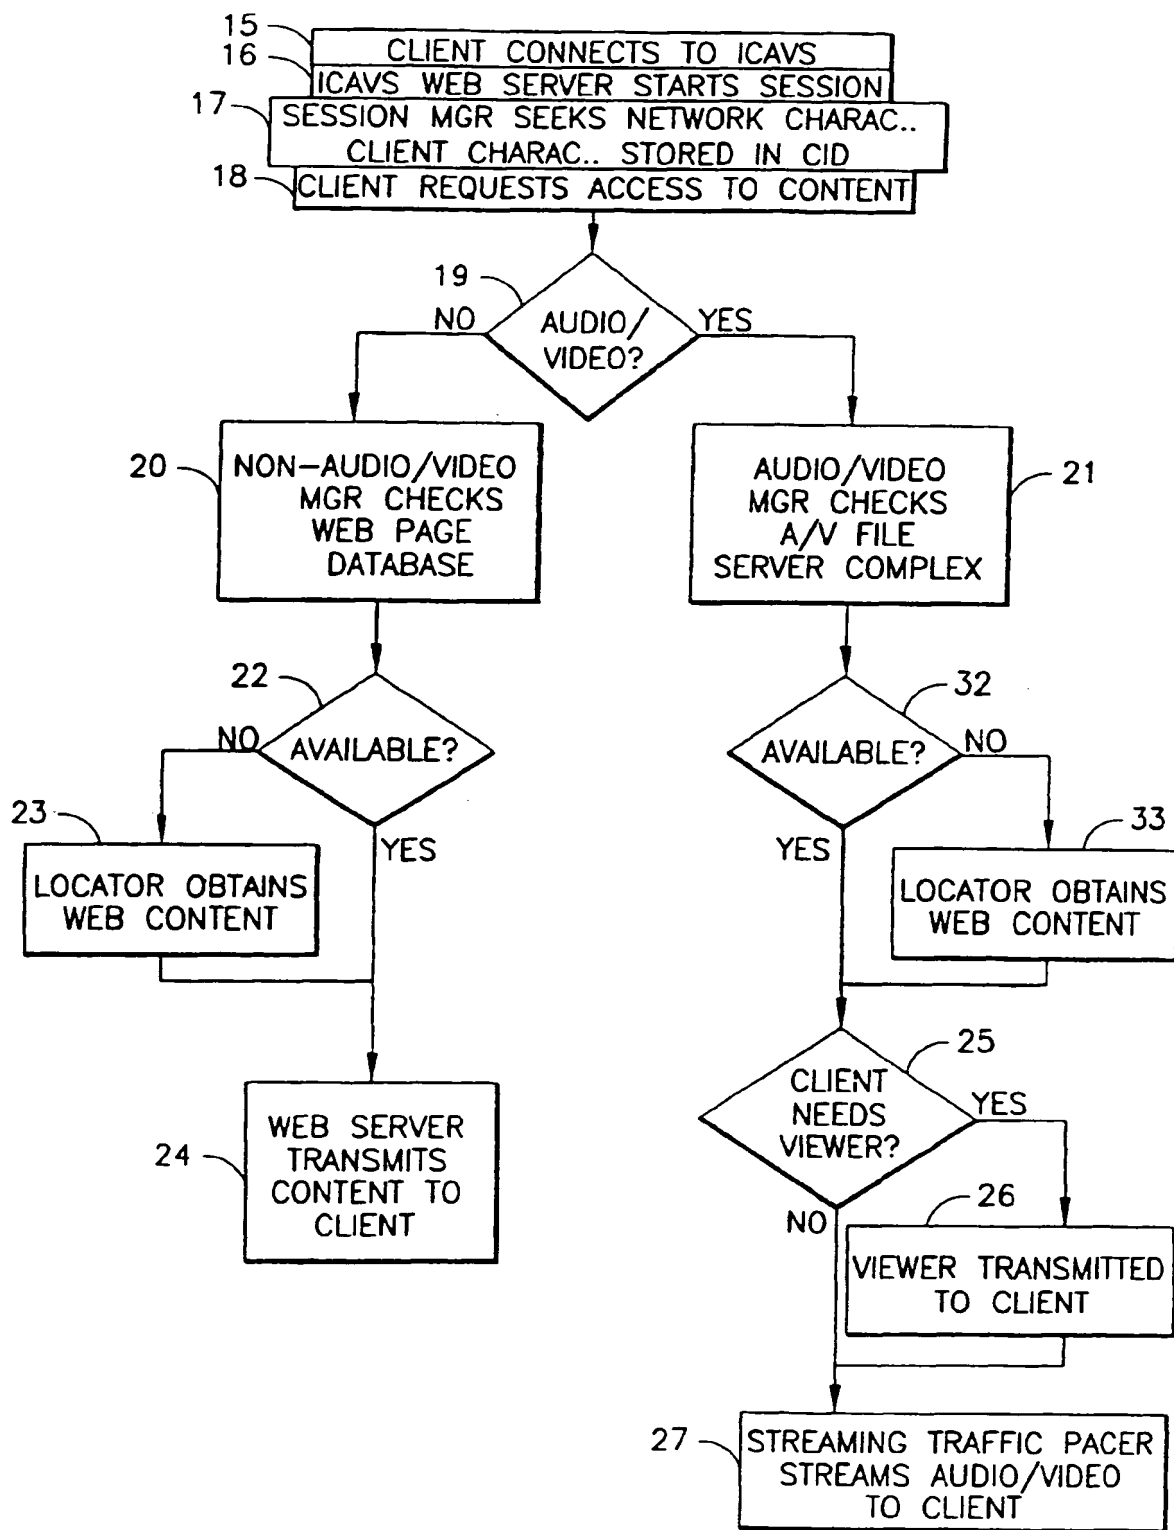 15
CLIENT CONNECTS TO ICAVS
16
ICAVS WEB SERVER STARTS SESSION
17
SESSION MGR SEEKS NETWORK CHARAC..
CLIENT CHARAC.. STORED IN CID
18
CLIENT REQUESTS ACCESS TO CONTENT
19
NO
AUDIO/
VIDEO?
YES
20
NON-AUDIO/VIDEO
MGR CHECKS
WEB PAGE
DATABASE
AUDIO/VIDEO
MGR CHECKS
A/V FILE
SERVER COMPLEX
21
22
NO
AVAILABLE?
YES
23
LOCATOR OBTAINS
WEB CONTENT
32
AVAILABLE?
NO
YES
33
LOCATOR OBTAINS
WEB CONTENT
24
WEB SERVER
TRANSMITS
CONTENT TO
CLIENT
25
CLIENT
NEEDS
VIEWER?
YES
NO
26
VIEWER TRANSMITTED
TO CLIENT
27
STREAMING TRAFFIC PACER
STREAMS AUDIO/VIDEO
TO CLIENT